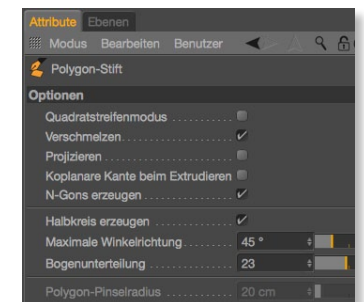 Attribute Ebenen
Modus Bearbeiten Benutzer
Polygon-Stift
Optionen
Quadratstreifenmodus
Verschmelzen
Projizieren
Koplanare Kante beim Extrudieren
N-Gons erzeugen
Halbkreis erzeugen
Maximale Winkelrichtung 45 °
Bogenunterteilung 23
Polygon-Pinselradius 20 cm